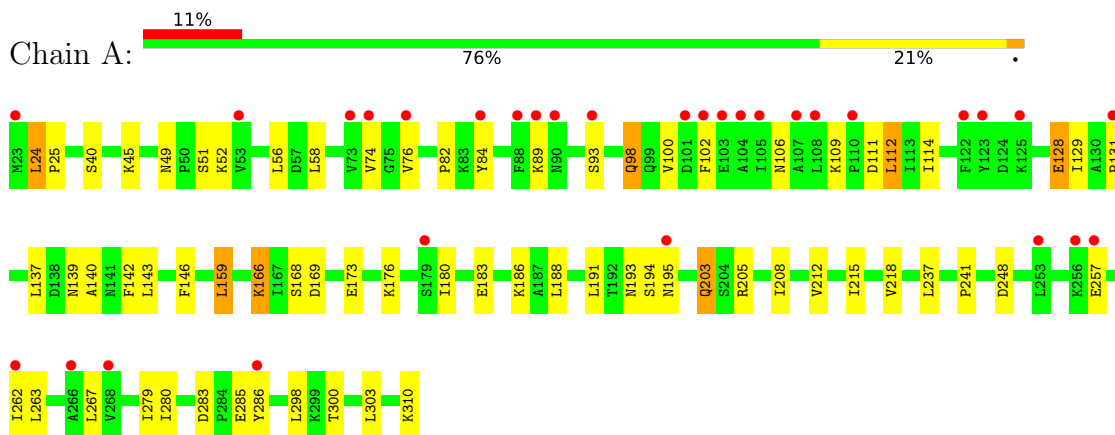 11%
Chain A:
76% 21% •
M23 L24 P25 S40 K45 N49 P50 S51 K52 V53 L56 D57 L58 V73 V74 G75 V76 P82 K83 Y84 F88 K89 N90 S93 Q98 Q99 V100 D101 F102 E103 A104 I105 N106 A107 L108 K109 P110 D111 L112 I113 I114 F122 Y123 D124 K125 E128 I129 A130
L137 D138 N139 A140 N141 F142 L143 F146 L159 K166 I167 S168 D169 E173 K176 S179 I180 E183 K186 A187 L188 L191 T192 N193 S194 N195 Q203 S204 R205 I208 V212 I215 V218 L237 P241 D248 L253 K256 E257
I262 L263 A266 L267 V268 I279 I280 D283 P284 E285 Y286 L298 K299 T300 L303 K310